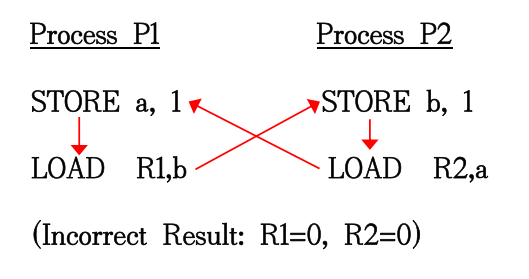 Process P1 Process P2
STORE a, 1 STORE b, 1
LOAD R1,b LOAD R2,a
(Incorrect Result: R1=0, R2=0)